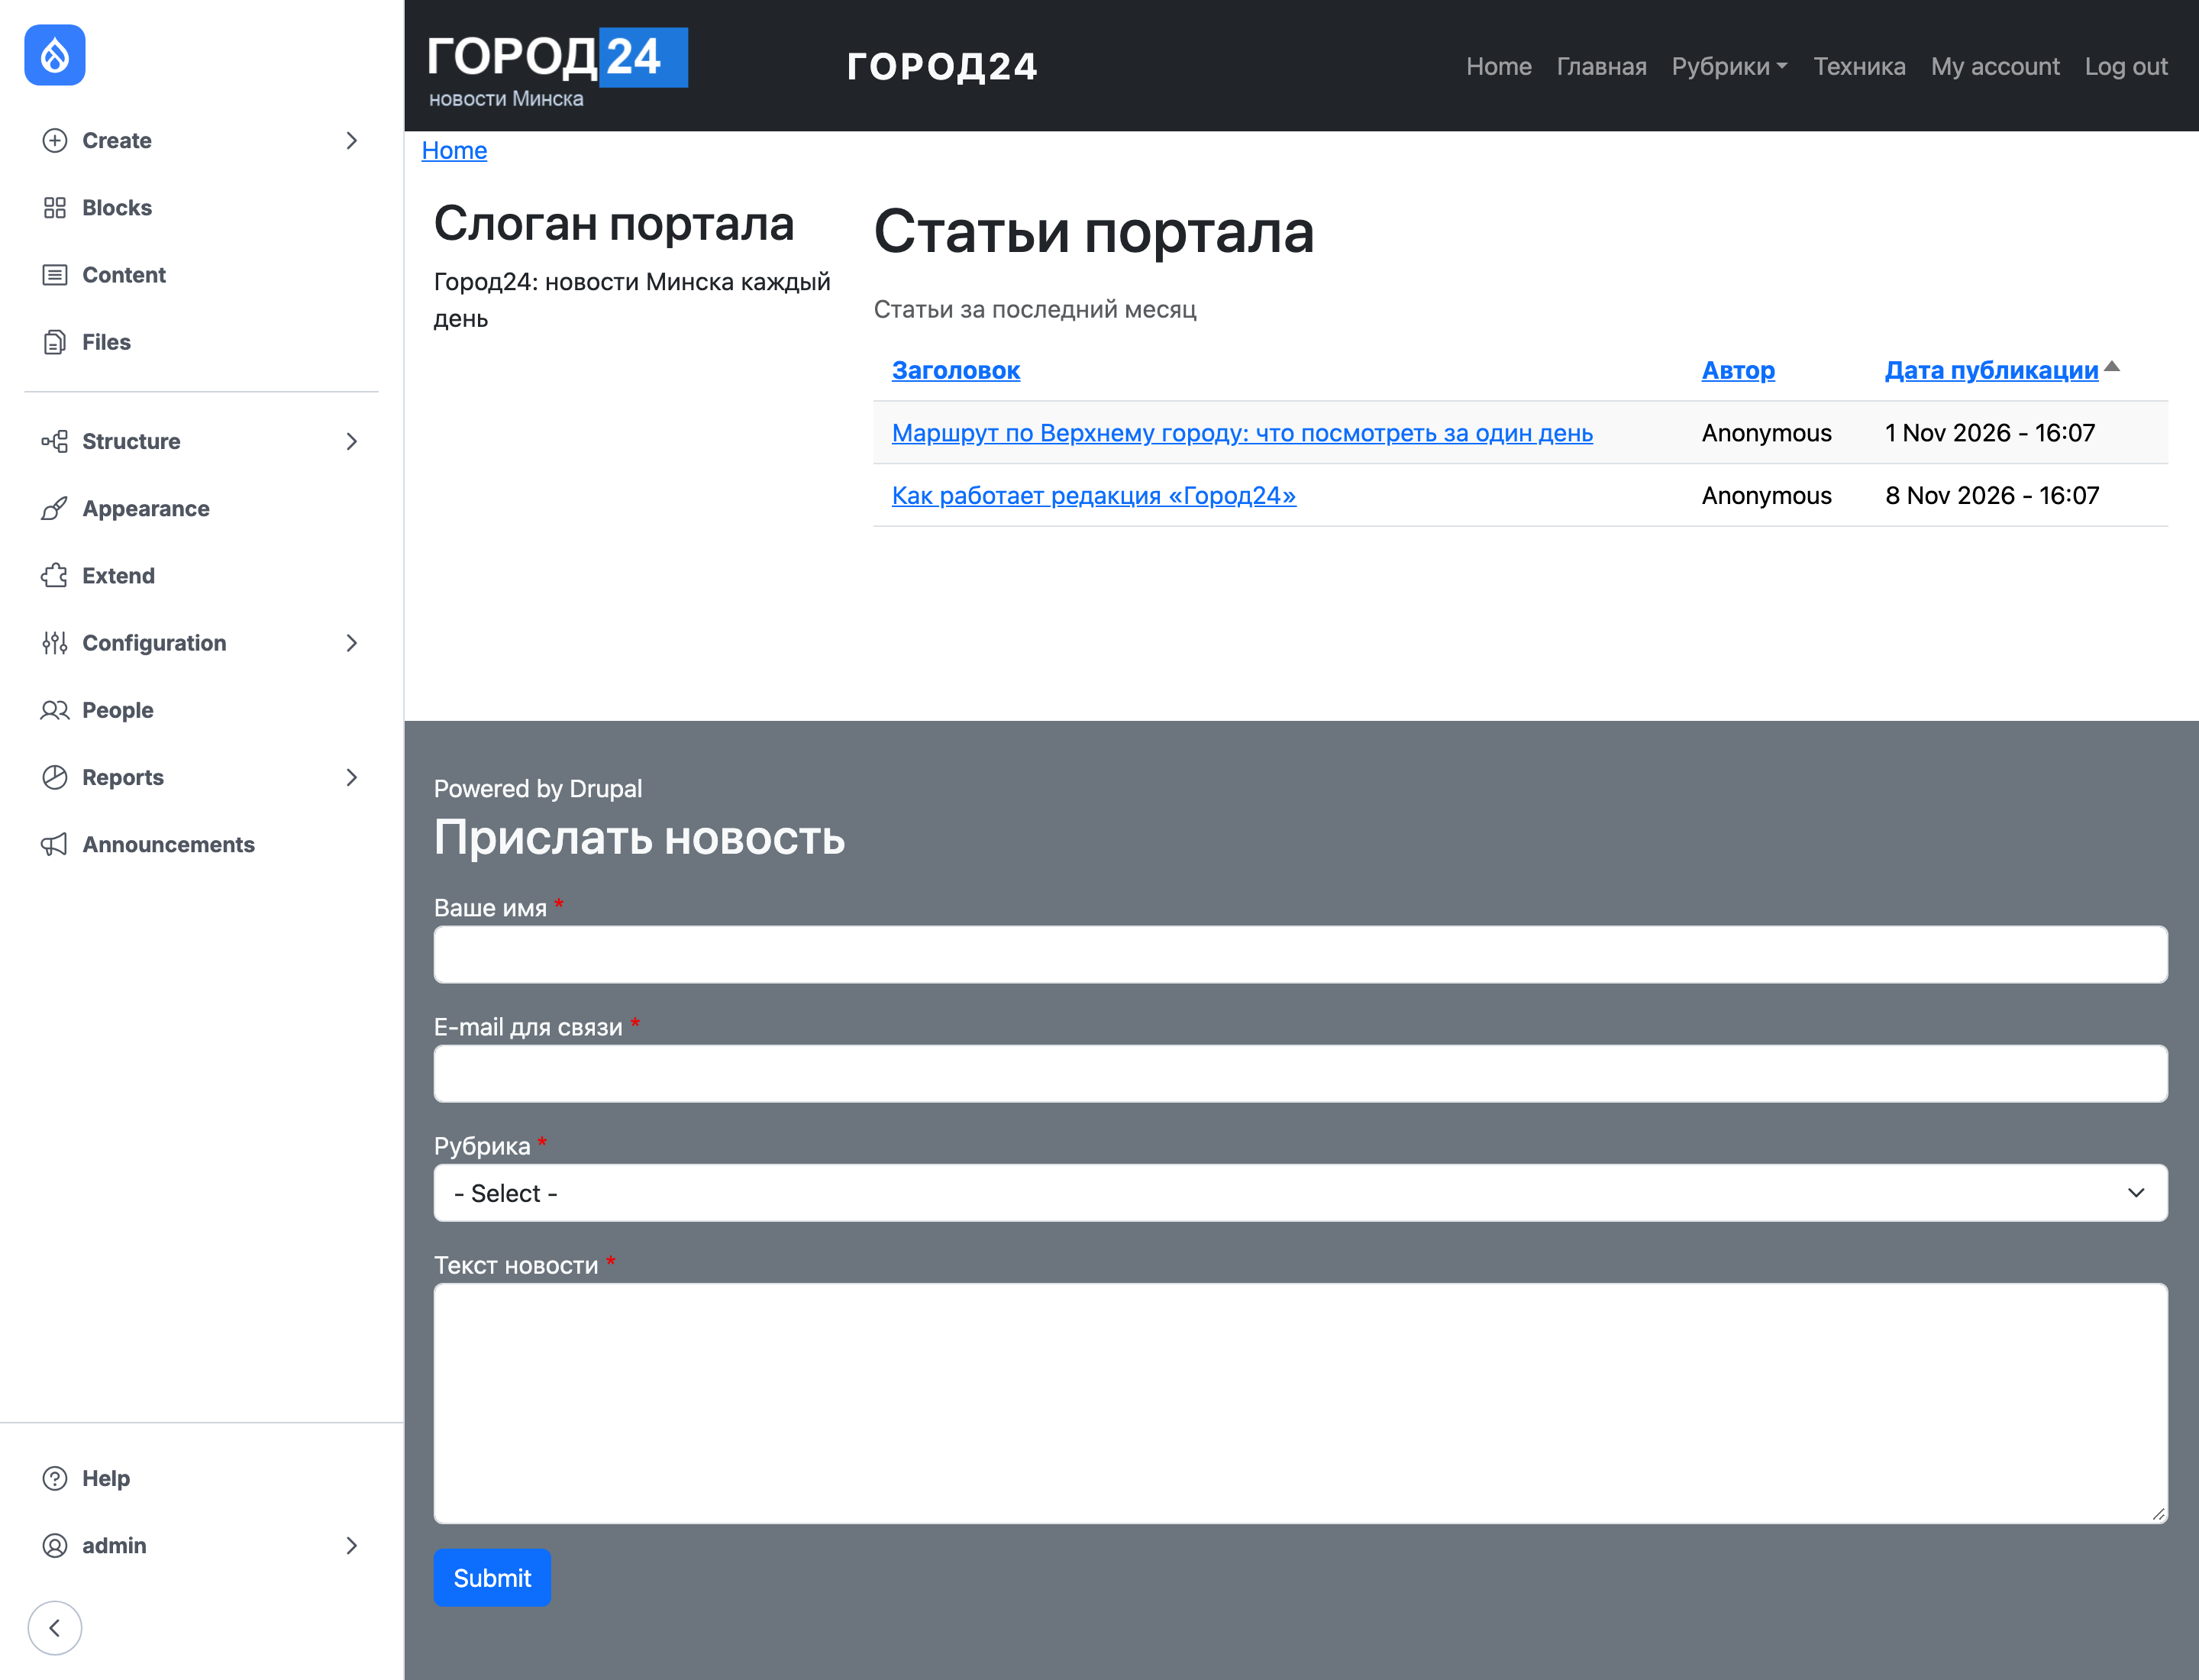 Create
Blocks
Content
Files
Structure
Appearance
Extend
Configuration
People
Reports
Announcements
Help
admin
ГОРОД24
новости Минска
ГОРОД24
Home Главная Рубрики Техника My account Log out
Home
Слоган портала
Город24: новости Минска каждый
день
Статьи портала
Статьи за последний месяц
Заголовок Автор Дата публикации
Маршрут по Верхнему городу: что посмотреть за один день Anonymous 1 Nov 2026 - 16:07
Как работает редакция «Город24» Anonymous 8 Nov 2026 - 16:07
Powered by Drupal
Прислать новость
Ваше имя *
E-mail для связи *
Рубрика *
- Select -
Текст новости *
Submit